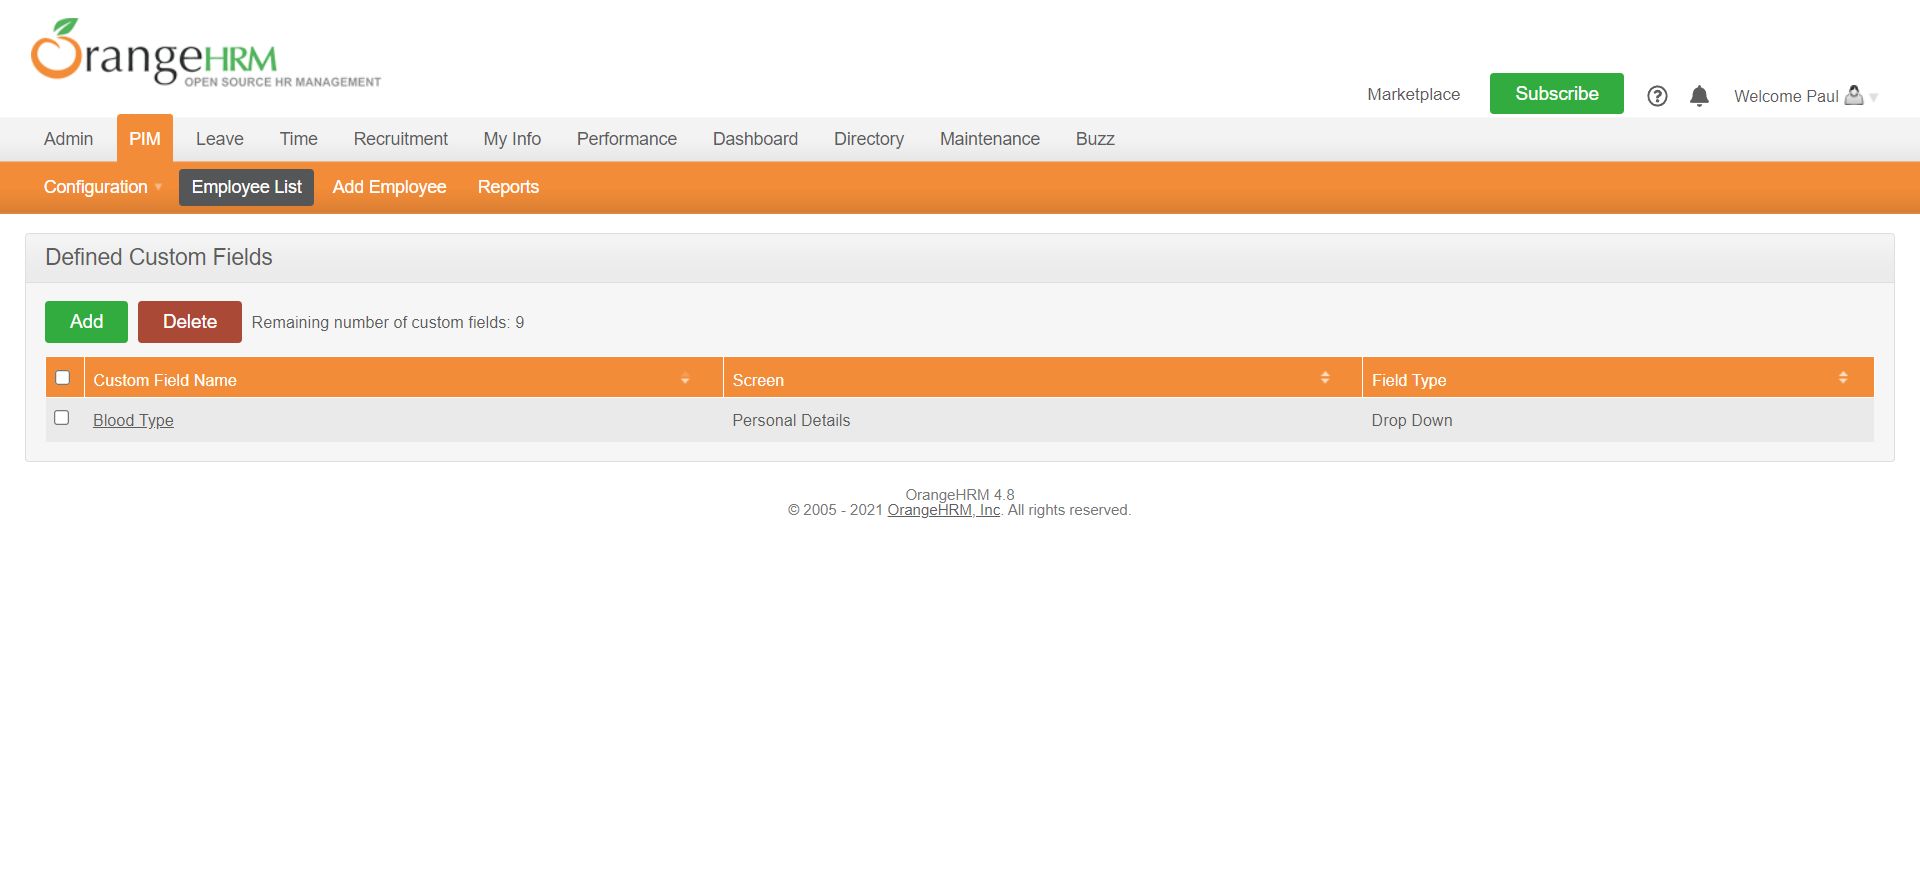 OrangeHRM
OPEN SOURCE HR MANAGEMENT
Marketplace
Subscribe
Welcome Paul
Admin
PIM
Leave
Time
Recruitment
My Info
Performance
Dashboard
Directory
Maintenance
Buzz
Configuration
Employee List
Add Employee
Reports
Defined Custom Fields
Add
Delete
Remaining number of custom fields: 9
Custom Field Name
Screen
Field Type
Blood Type
Personal Details
Drop Down
OrangeHRM 4.8
© 2005 - 2021 OrangeHRM, Inc. All rights reserved.